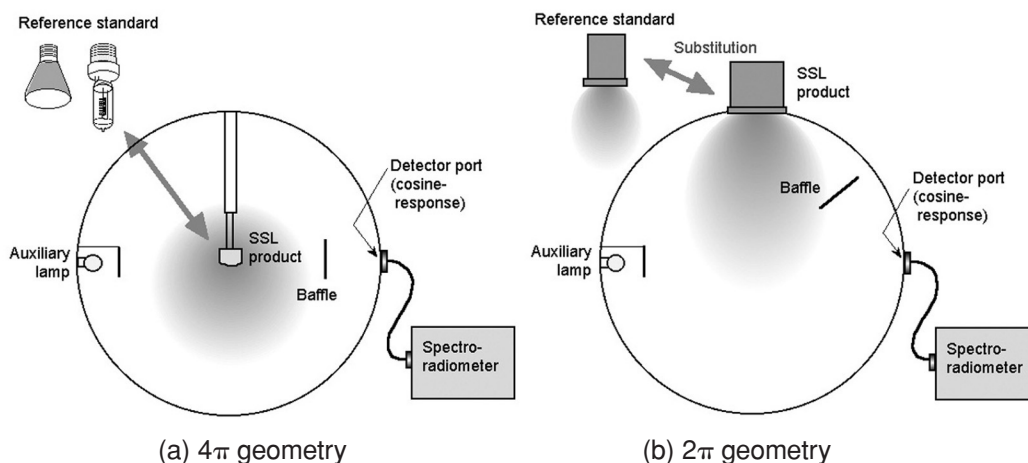 Reference standard
SSL
product
Detector port
(cosine-
response)
Auxiliary
lamp
Baffle
Spectro-
radiometer
(a) 4π geometry
Reference standard
Substitution
SSL
product
Baffle
Detector port
(cosine-
response)
Auxiliary
lamp
Spectro-
radiometer
(b) 2π geometry